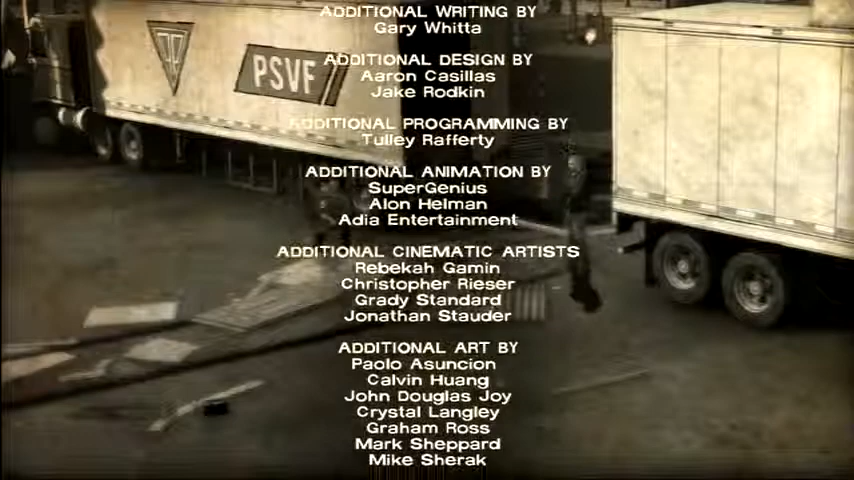 ADDITIONAL WRITING BY
Gary Whitta
ADDITIONAL DESIGN BY
Aaron Casillas
Jake Rodkin
PSVF
ADDITIONAL PROGRAMMING BY
Tulley Rafferty
ADDITIONAL ANIMATION BY
SuperGenius
Alon Helman
Adia Entertainment
ADDITIONAL CINEMATIC ARTISTS
Rebekah Gamin
Christopher Rieser
Grady Standard
Jonathan Stauder
ADDITIONAL ART BY
Paolo Asuncion
Calvin Huang
John Douglas Joy
Crystal Langley
Graham Ross
Mark Sheppard
Mike Sherak